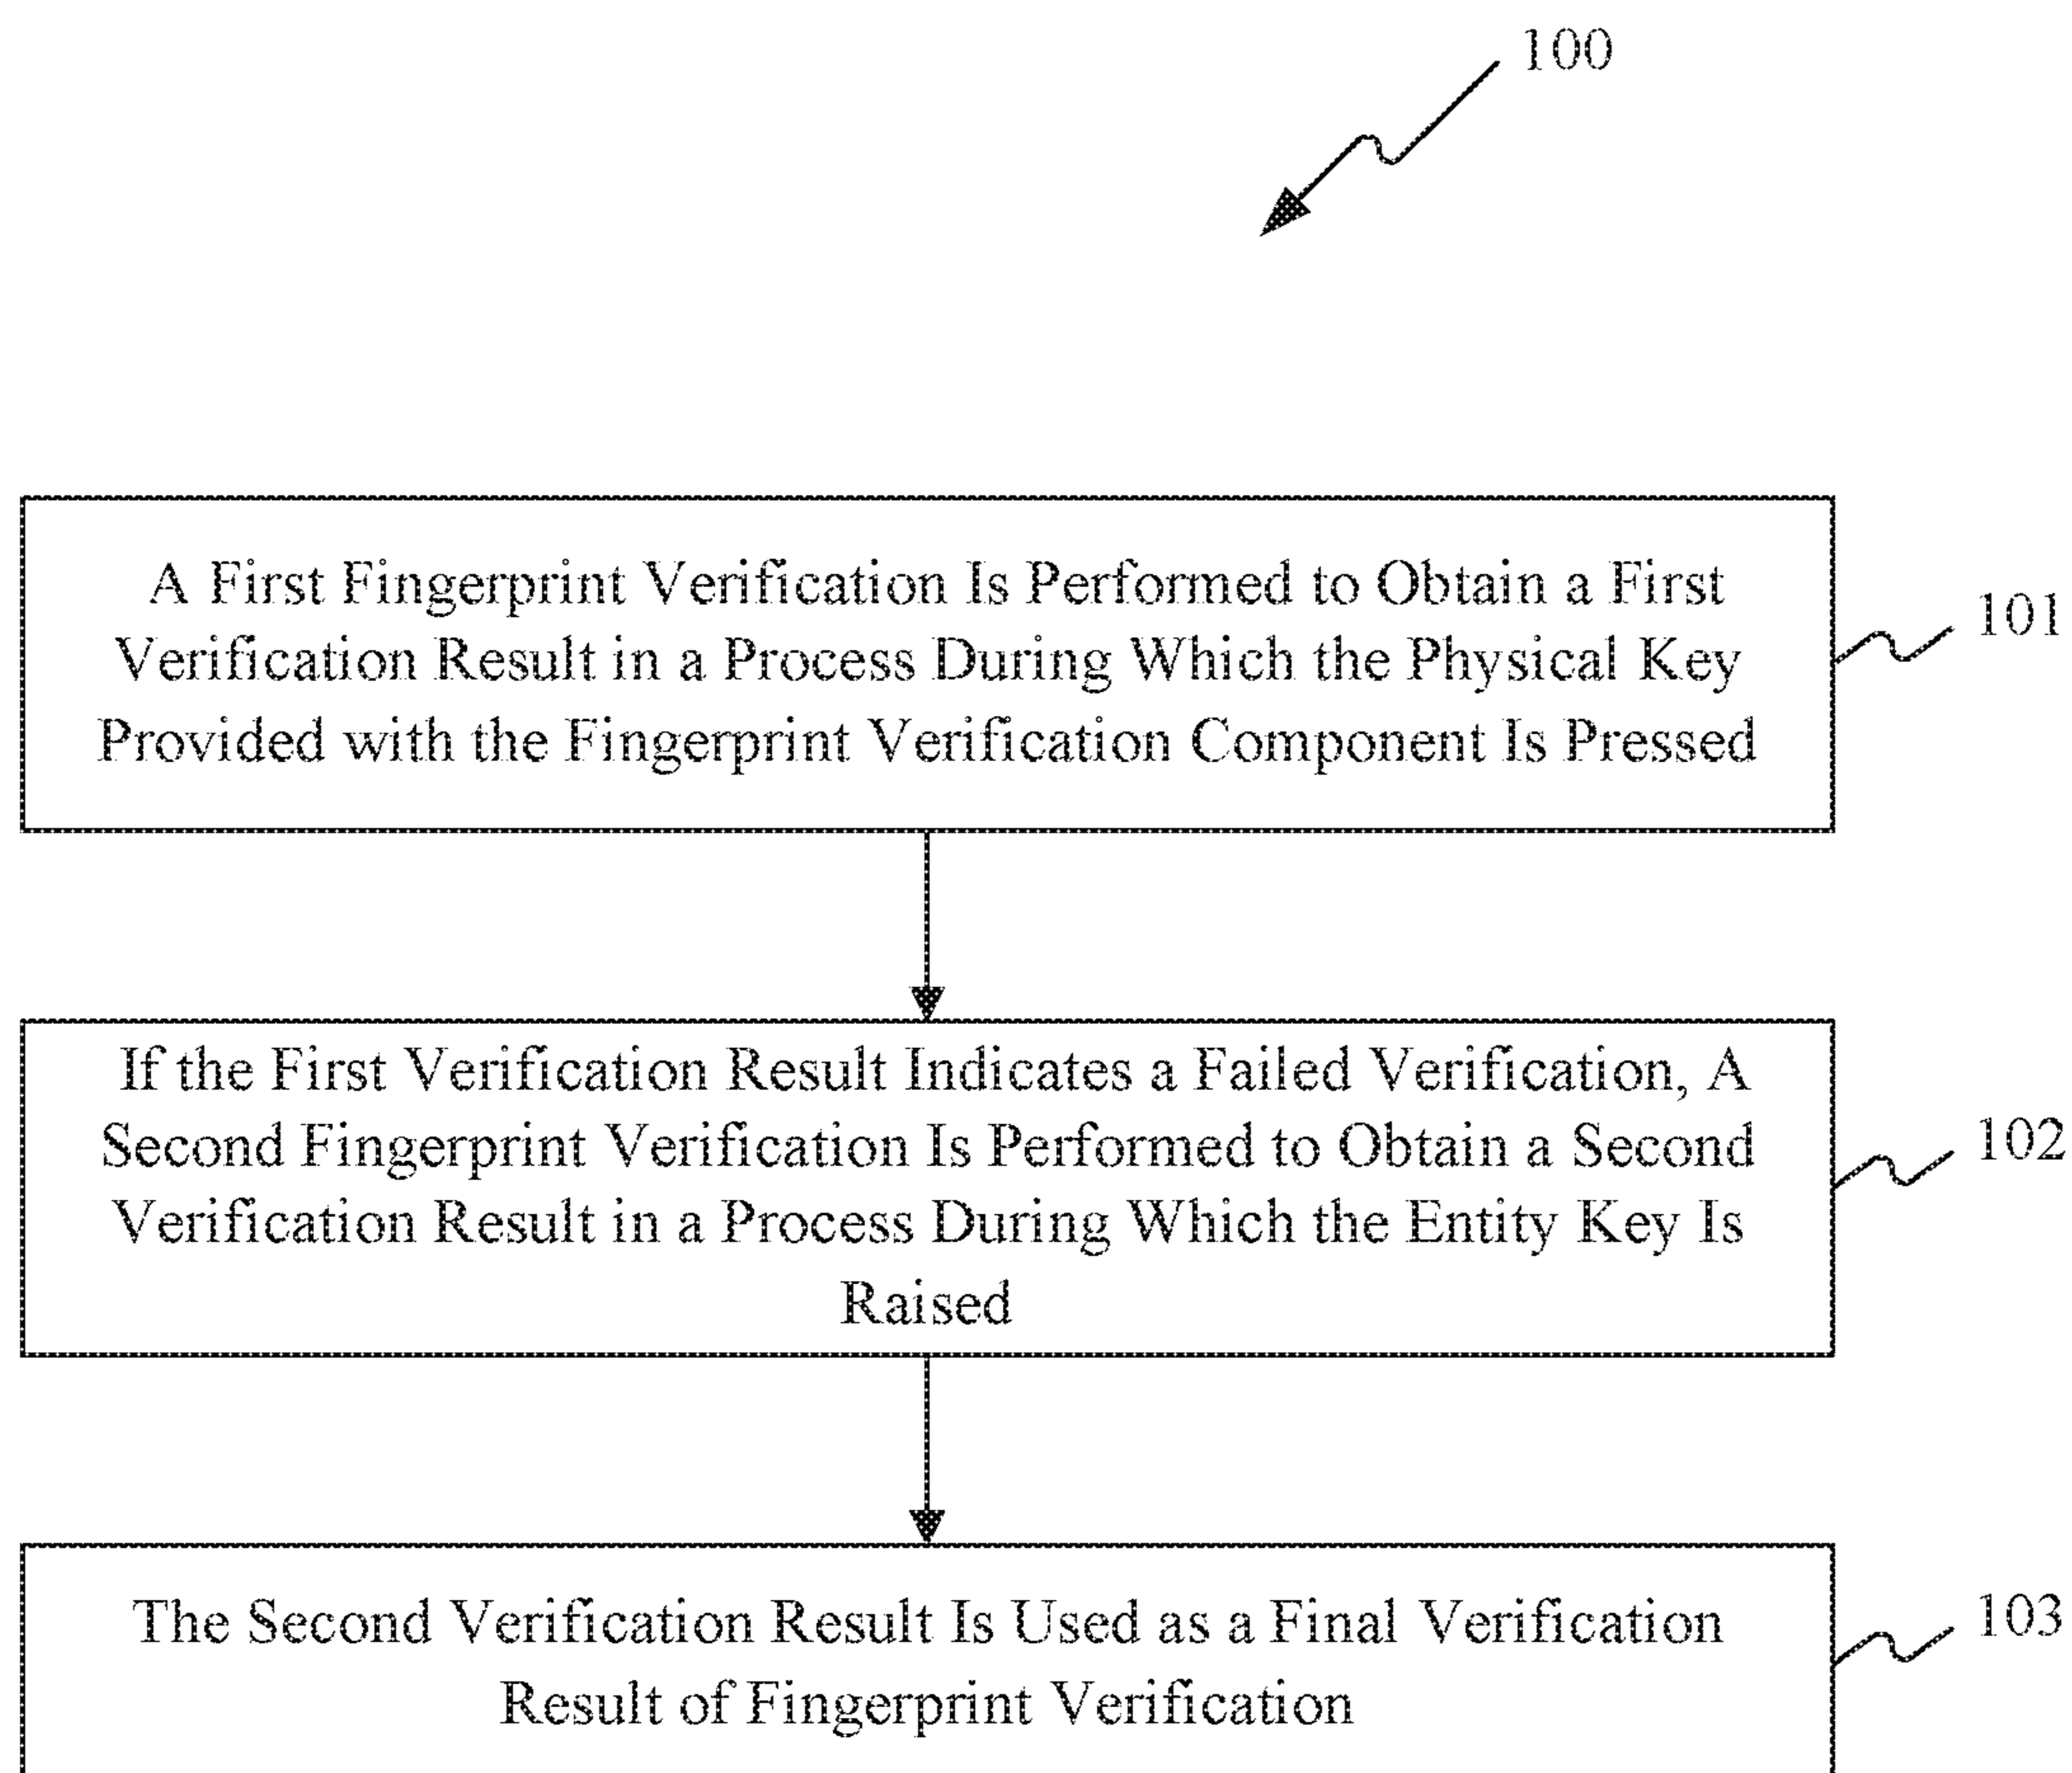 100
A First Fingerprint Verification Is Performed to Obtain a First
Verification Result in a Process During Which the Physical Key
Provided with the Fingerprint Verification Component Is Pressed
101
If the First Verification Result Indicates a Failed Verification, A
Second Fingerprint Verification Is Performed to Obtain a Second
Verification Result in a Process During Which the Entity Key Is
Raised
102
The Second Verification Result Is Used as a Final Verification
Result of Fingerprint Verification
103